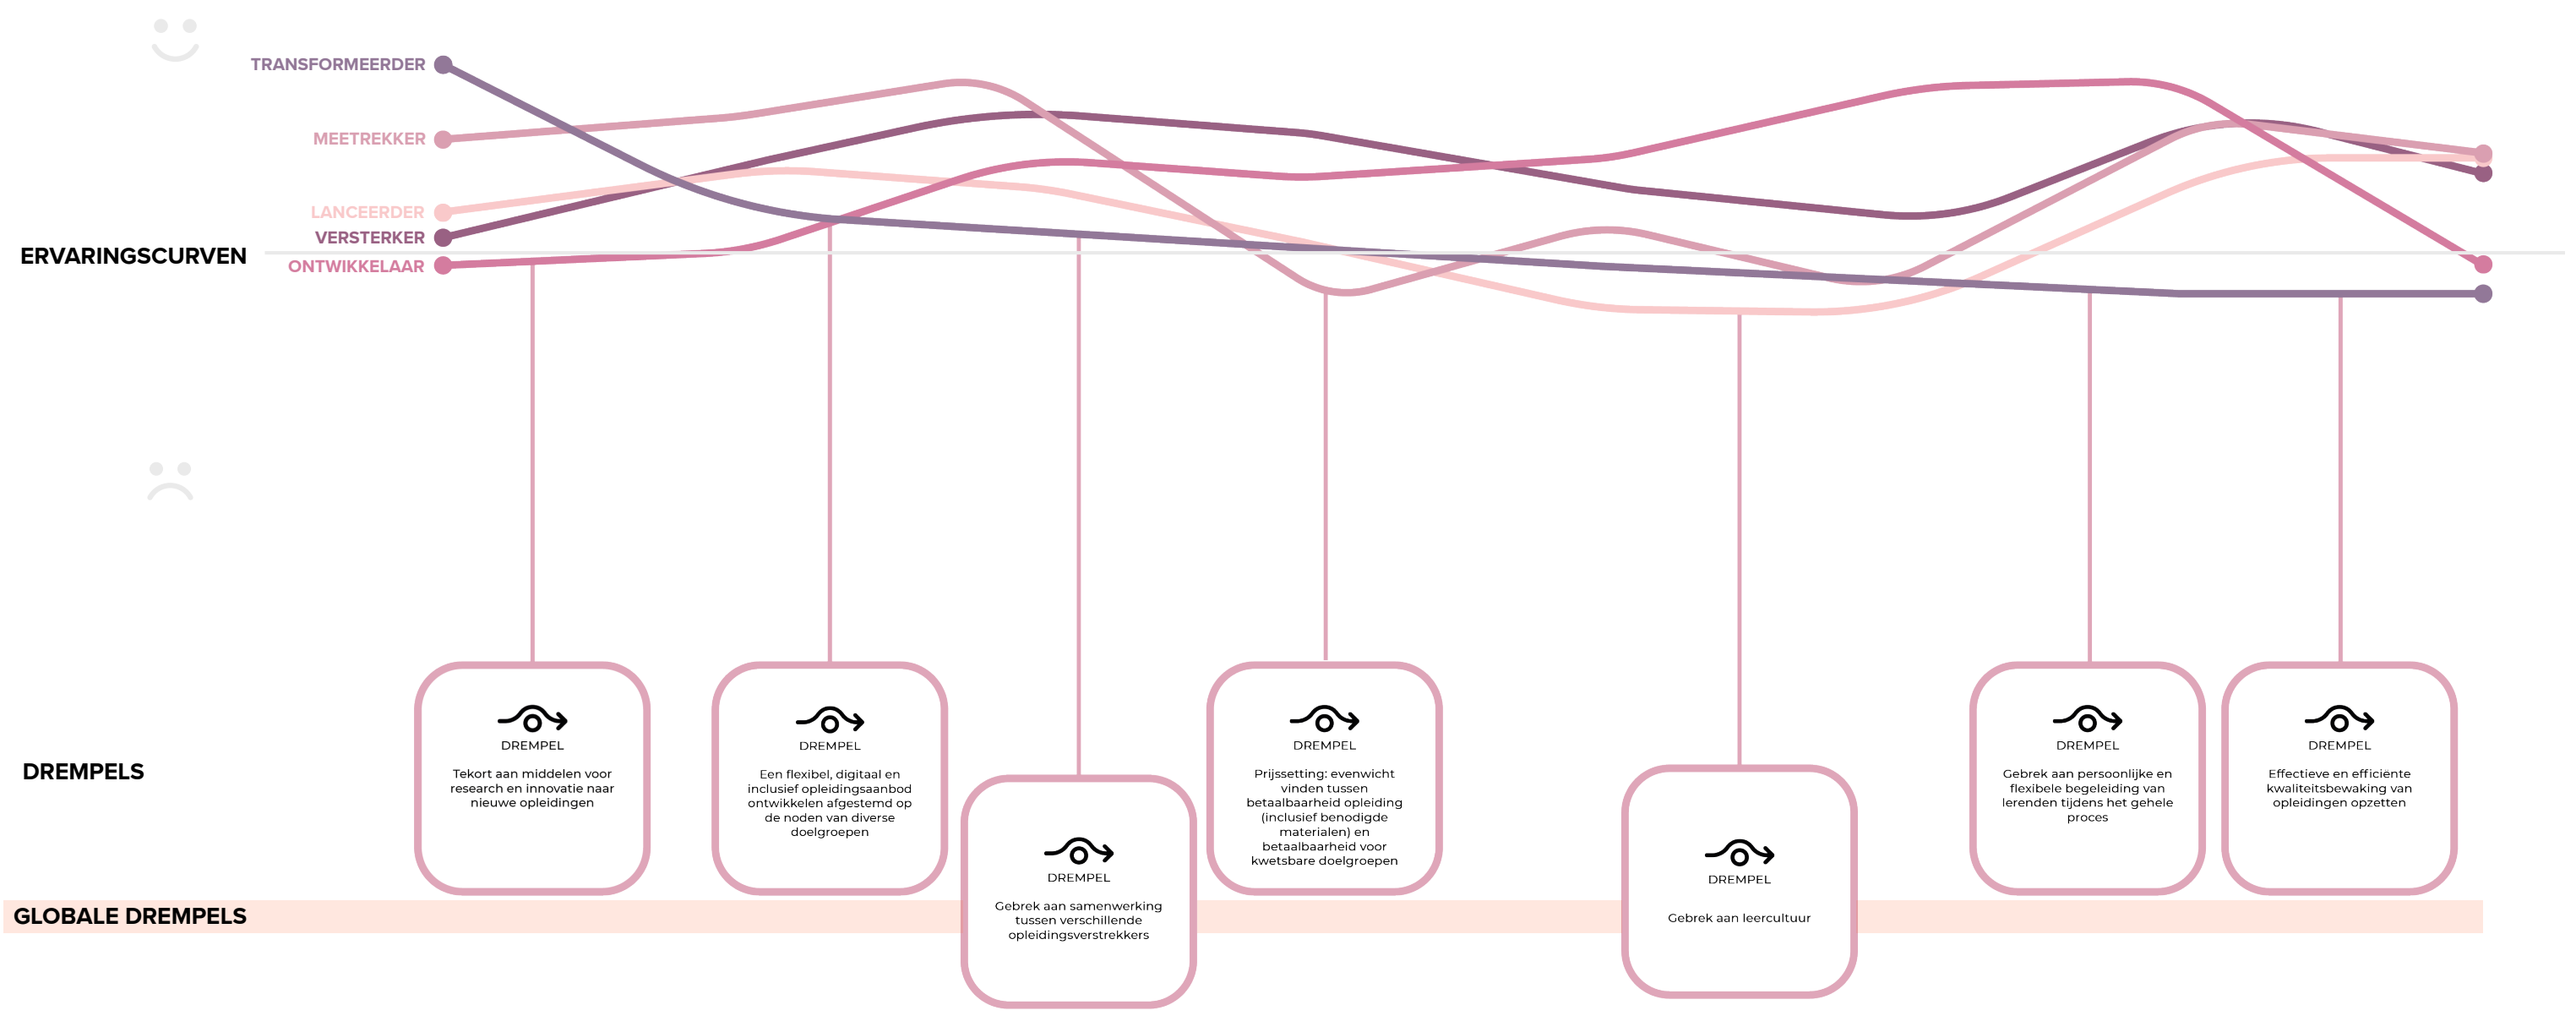 TRANSFORMEERDER
MEETREKKER
LANCEERDER
VERSTERKER
ERVARINGSCURVEN
ONTWIKKELAAR
DREMPELS
DREMPEL
Tekort aan middelen voor
research en innovatie naar
nieuwe opleidingen
DREMPEL
Een flexibel, digitaal en
inclusief opleidingsaanbod
ontwikkelen afgestemd op
de noden van diverse
doelgroepen
DREMPEL
Gebrek aan samenwerking
tussen verschillende
opleidingsverstrekkers
DREMPEL
Prijssetting: evenwicht
vinden tussen
betaalbaarheid opleiding
(inclusief benodigde
materialen) en
betaalbaarheid voor
kwetsbare doelgroepen
DREMPEL
Gebrek aan leercultuur
DREMPEL
Gebrek aan persoonlijke en
flexibele begeleiding van
lerenden tijdens het gehele
proces
DREMPEL
Effectieve en efficiënte
kwaliteitsbewaking van
opleidingen opzetten
GLOBALE DREMPELS